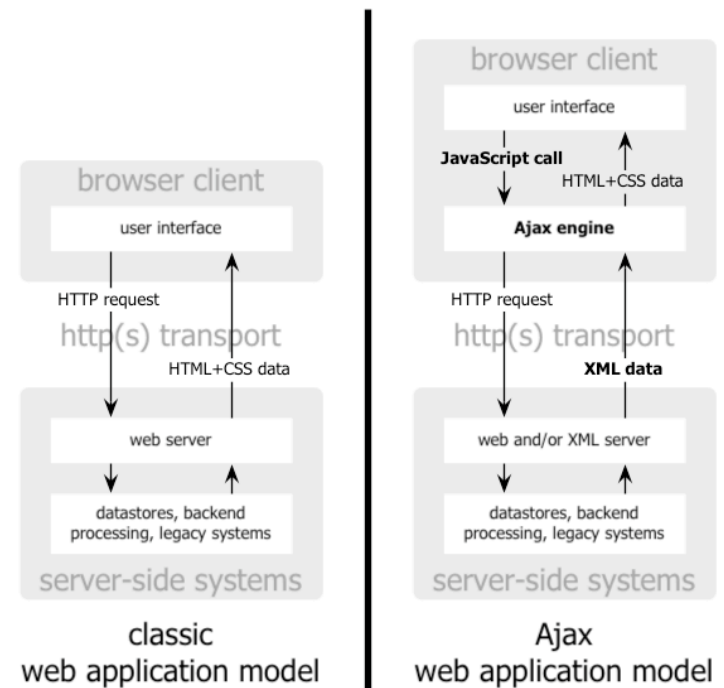 browser client
user interface
HTTP request
http(s) transport
HTML+CSS data
web server
datastores, backend
processing, legacy systems
server-side systems
classic
web application model
browser client
user interface
JavaScript call
HTML+CSS data
Ajax engine
HTTP request
http(s) transport
XML data
web and/or XML server
datastores, backend
processing, legacy systems
server-side systems
Ajax
web application model